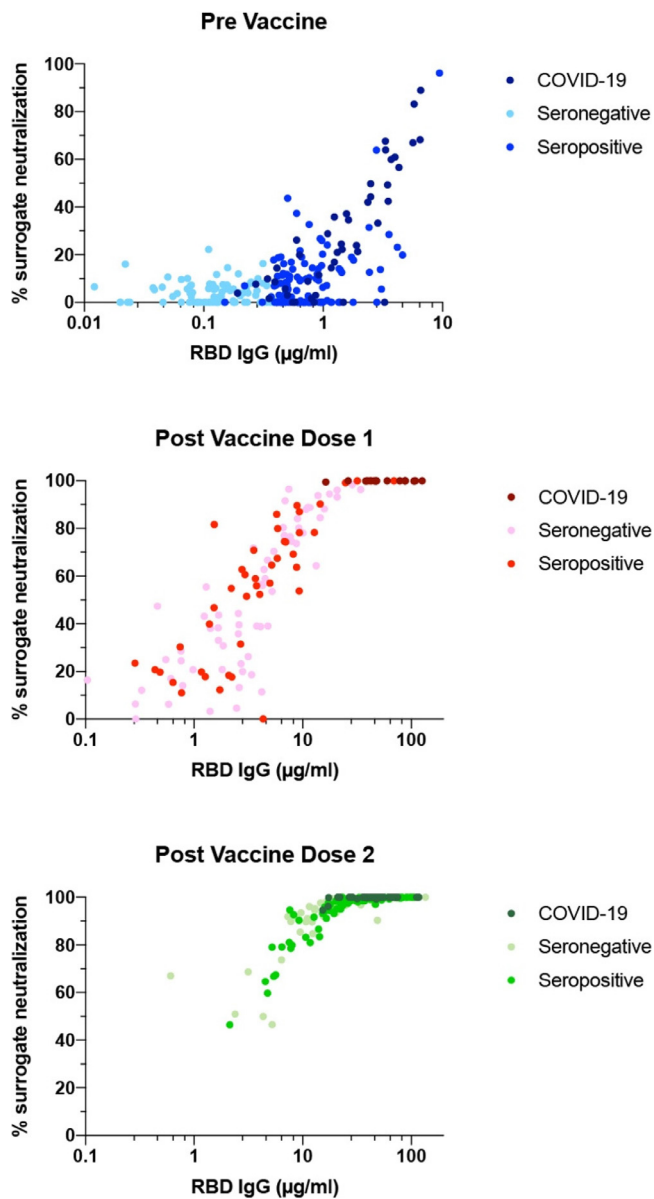 Pre Vaccine
% surrogate neutralization
100
80
60
40
20
0
0.01
0.1
1
10
RBD IgG (µg/ml)
COVID-19
Seronegative
Seropositive
Post Vaccine Dose 1
% surrogate neutralization
100
80
60
40
20
0
0.1
1
10
100
RBD IgG (µg/ml)
COVID-19
Seronegative
Seropositive
Post Vaccine Dose 2
% surrogate neutralization
100
80
60
40
20
0
0.1
1
10
100
RBD IgG (µg/ml)
COVID-19
Seronegative
Seropositive